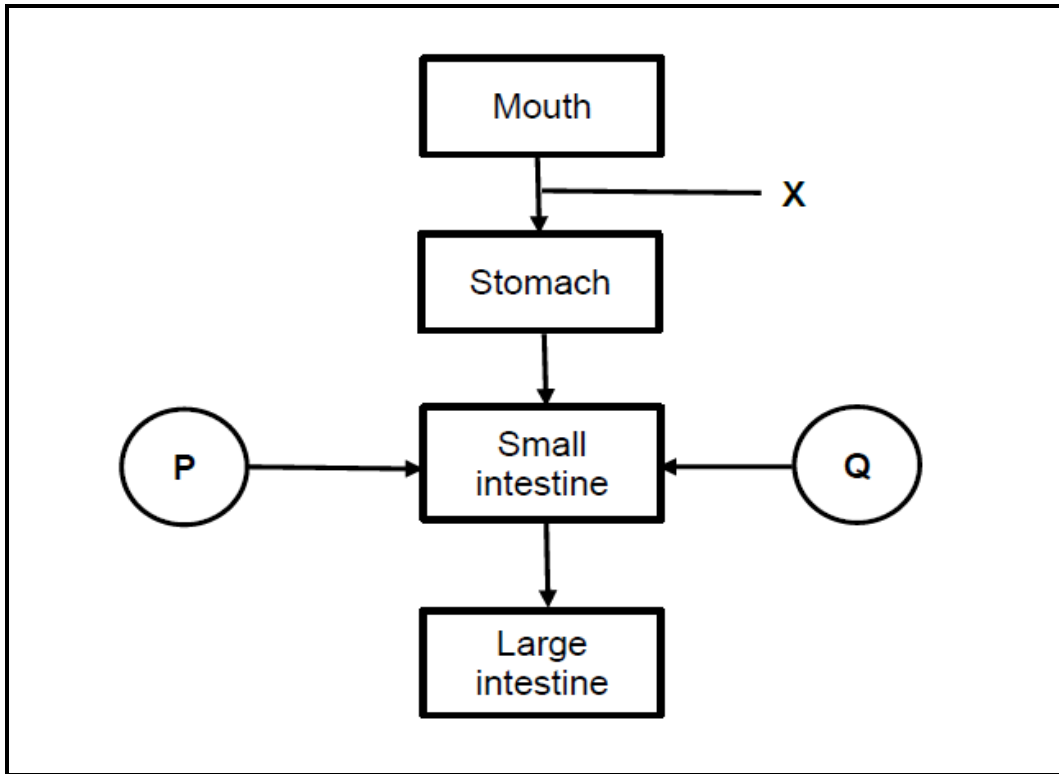 Mouth
X
Stomach
P
Small
intestine
Q
Large
intestine